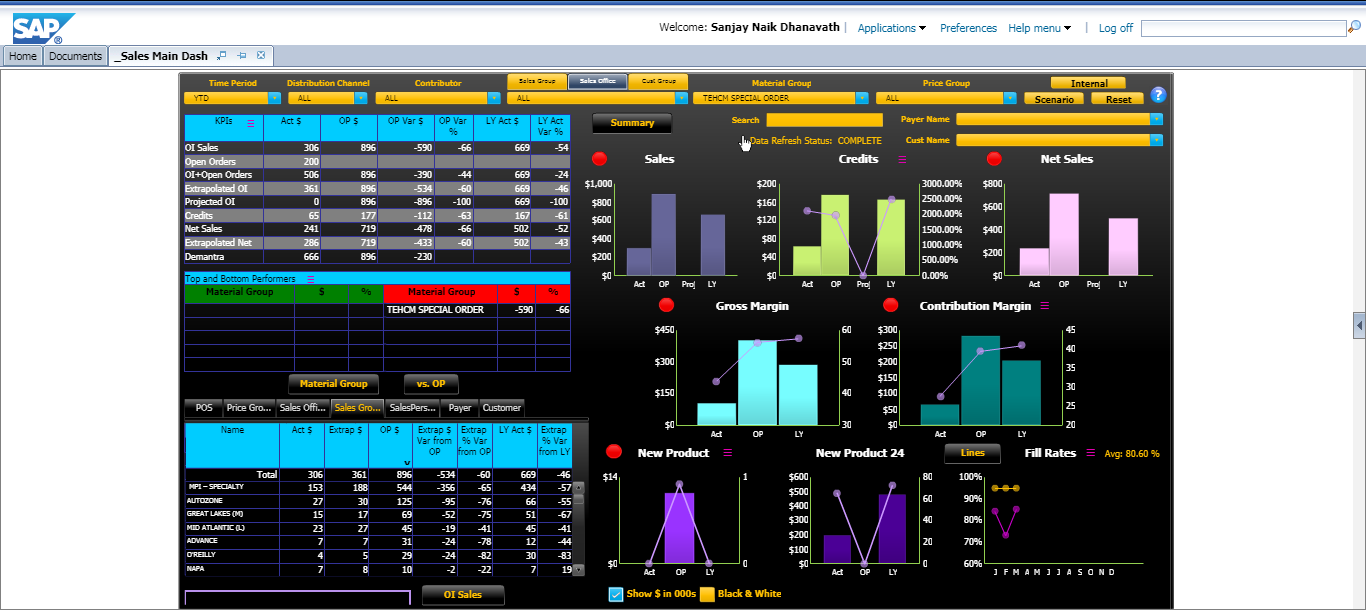 SAP ®
Welcome: Sanjay Naik Dhanavath | Applications Preferences Help menu | Log off
Home Documents _Sales Main Dash
Time Period Distribution Channel Contributor Sales Group Sales Office Cust Group Material Group Price Group Internal
YTD ALL ALL ALL TEHCM SPECIAL ORDER ALL Scenario Reset ?
KPIs Act $ OP $ OP Var $ OP Var % LY Act $ LY Act Var %
OI Sales 306 896 -590 -66 669 -54
Open Orders 200
OI+Open Orders 506 896 -390 -44 669 -24
Extrapolated OI 361 896 -534 -60 669 -46
Projected OI 0 896 -896 -100 669 -100
Credits 65 177 -112 -63 167 -61
Net Sales 241 719 -478 -66 502 -52
Extrapolated Net 286 719 -433 -60 502 -43
Demantra 666 896 -230
Summary Search Payer Name
Data Refresh Status: COMPLETE Cust Name
Sales
$1,000
$800
$600
$400
$200
$0
Act OP Proj LY
Credits
$200
$160
$120
$80
$40
$0
3000.00%
2500.00%
2000.00%
1500.00%
1000.00%
500.00%
0.00%
Act OP Proj LY
Net Sales
$800
$600
$400
$200
$0
Act OP Proj LY
Top and Bottom Performers
Material Group $ % Material Group $ %
TEHCM SPECIAL ORDER -590 -66
Material Group vs. OP
Gross Margin
$450
$300
$150
$0
60
50
40
30
Act OP LY
Contribution Margin
$300
$250
$200
$150
$100
$50
$0
45
40
35
30
25
20
Act OP LY
POS Price Gro... Sales Offi... Sales Gro... SalesPers... Payer Customer
Name Act $ Extrap $ OP $ Extrap $ Var from OP Extrap % Var from OP LY Act $ Extrap % Var from LY
Total 306 361 896 -534 -60 669 -46
MPI – SPECIALTY 153 188 544 -356 -65 434 -57
AUTOZONE 27 30 125 -95 -76 66 -55
GREAT LAKES (M) 15 17 69 -52 -75 51 -67
MID ATLANTIC (L) 23 27 45 -19 -41 45 -41
ADVANCE 7 7 31 -24 -78 12 -44
O'REILLY 4 5 29 -24 -82 30 -83
NAPA 7 8 10 -2 -22 7 19
OI Sales
New Product
$14
$0
1
0
Act OP LY
New Product 24
$600
$500
$400
$300
$200
$100
$0
80
60
40
20
0
Act OP LY
Lines Fill Rates Avg: 80.60 %
100%
90%
80%
70%
60%
J F M A M J J A S O N D
Show $ in 000s Black & White